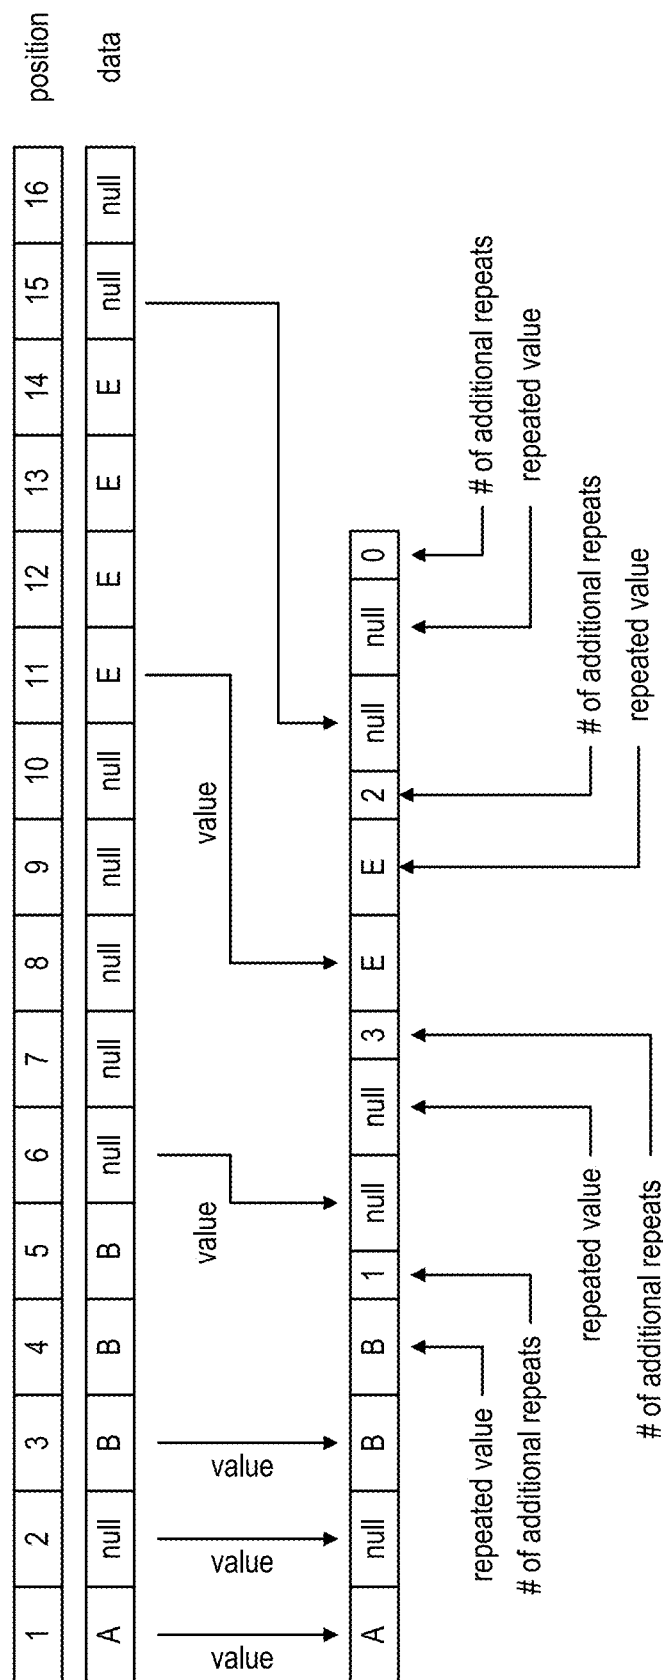 1 2 3 4 5 6 7 8 9 10 11 12 13 14 15 16 position
A null B B B null null null null null E E E E null null data
value
value
value
value
value
A null B B 1 null null 3 E E 2 null null 0
repeated value
# of additional repeats
repeated value
# of additional repeats
# of additional repeats
repeated value
# of additional repeats
repeated value